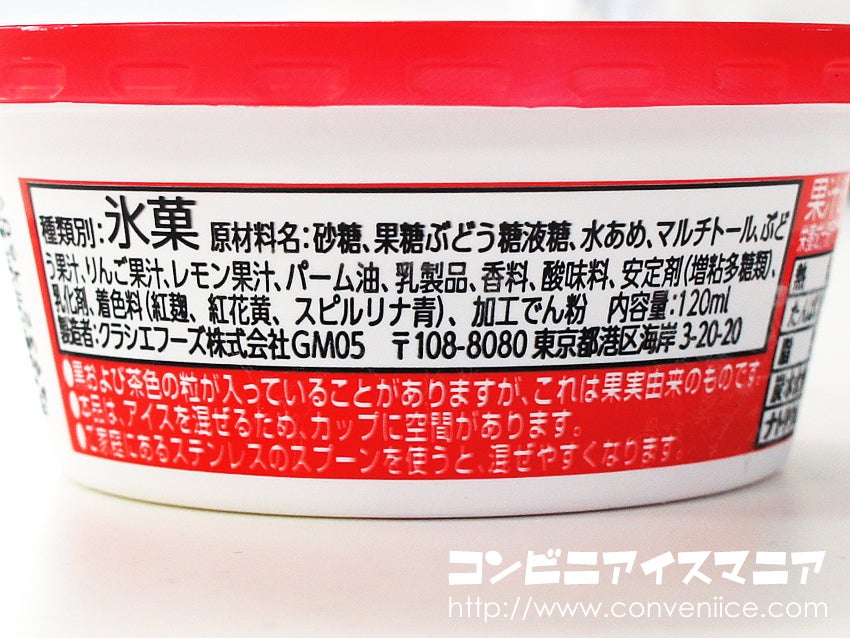 種類別:氷菓 原材料名:砂糖、果糖ぶどう糖液糖、水あめ、マルチトール、ぶど
う果汁、りんご果汁、レモン果汁、パーム油、乳製品、香料、酸味料、安定剤(増粘多糖類)、
乳化剤、着色料(紅麹、紅花黄、スピルリナ青)、加工でん粉 内容量:120ml
製造者:クラシエフーズ株式会社GM05 〒108-8080 東京都港区海岸3-20-20
●黒および茶色の粒が入っていることがありますが、これは果実由来のものです。
●本品は、アイスを混ぜるため、カップに空間があります。
●ご家庭にあるステンレスのスプーンを使うと、混ぜやすくなります。
果汁
熱
たんぱ
脂
コンビニアイスマニア
http://www.conveniice.com/